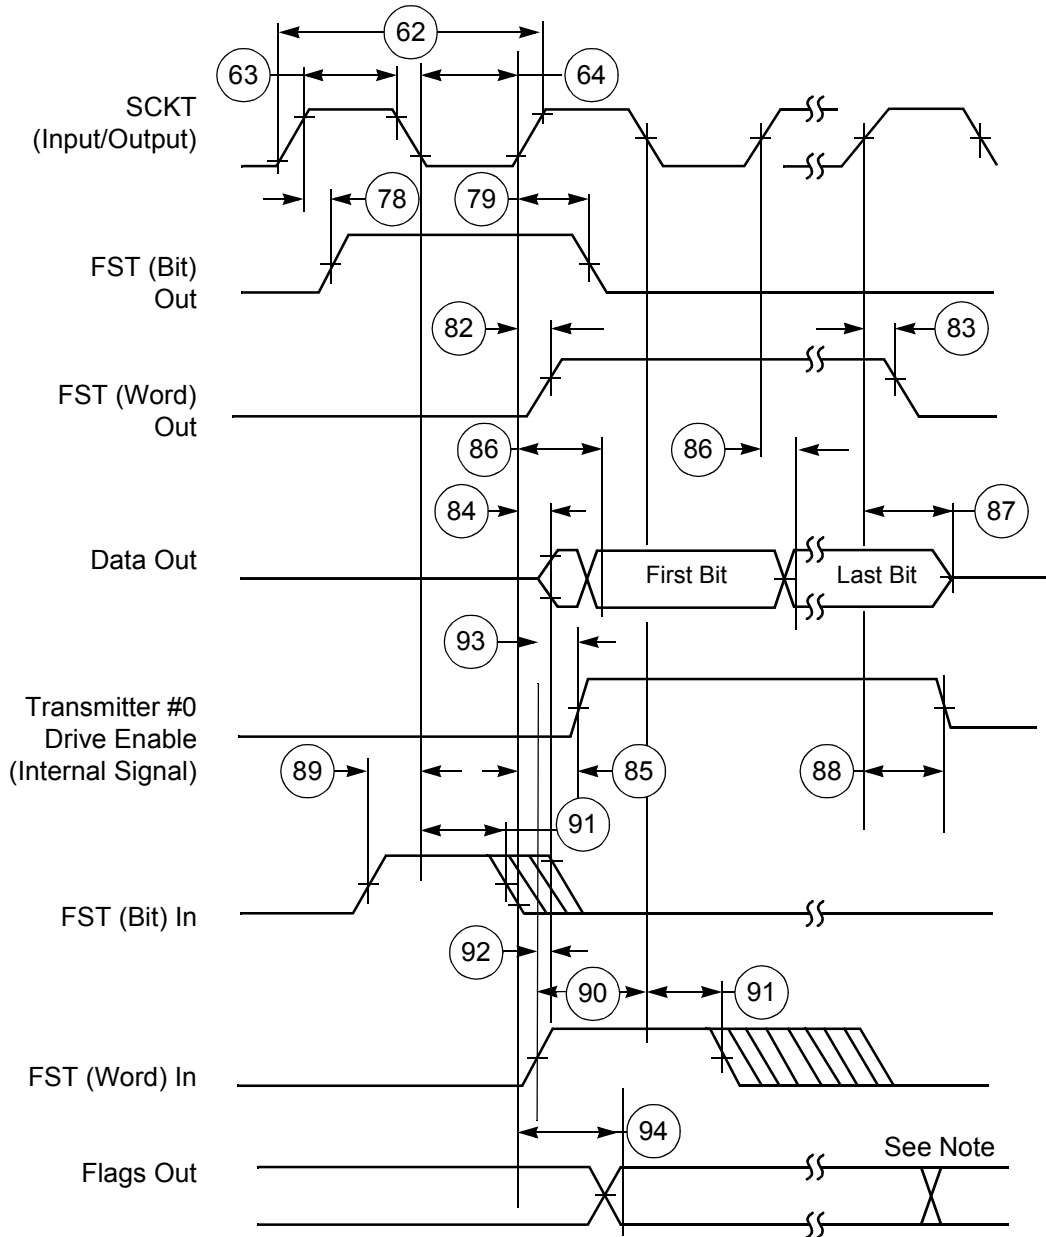 62
63
64
SCKT
(Input/Output)
78
79
FST (Bit)
Out
82
83
FST (Word)
Out
86
86
84
87
Data Out
First Bit
Last Bit
93
Transmitter #0
Drive Enable
(Internal Signal)
89
85
88
91
FST (Bit) In
92
90
91
FST (Word) In
94
See Note
Flags Out